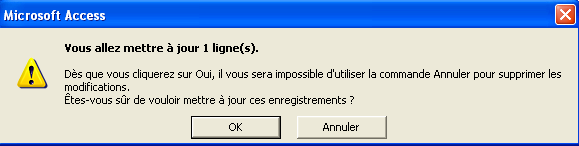 Microsoft Access
Vous allez mettre à jour 1 ligne(s).
Dès que vous cliquerez sur Oui, il vous sera impossible d'utiliser la commande Annuler pour supprimer les
modifications.
Êtes-vous sûr de vouloir mettre à jour ces enregistrements ?
OK
Annuler